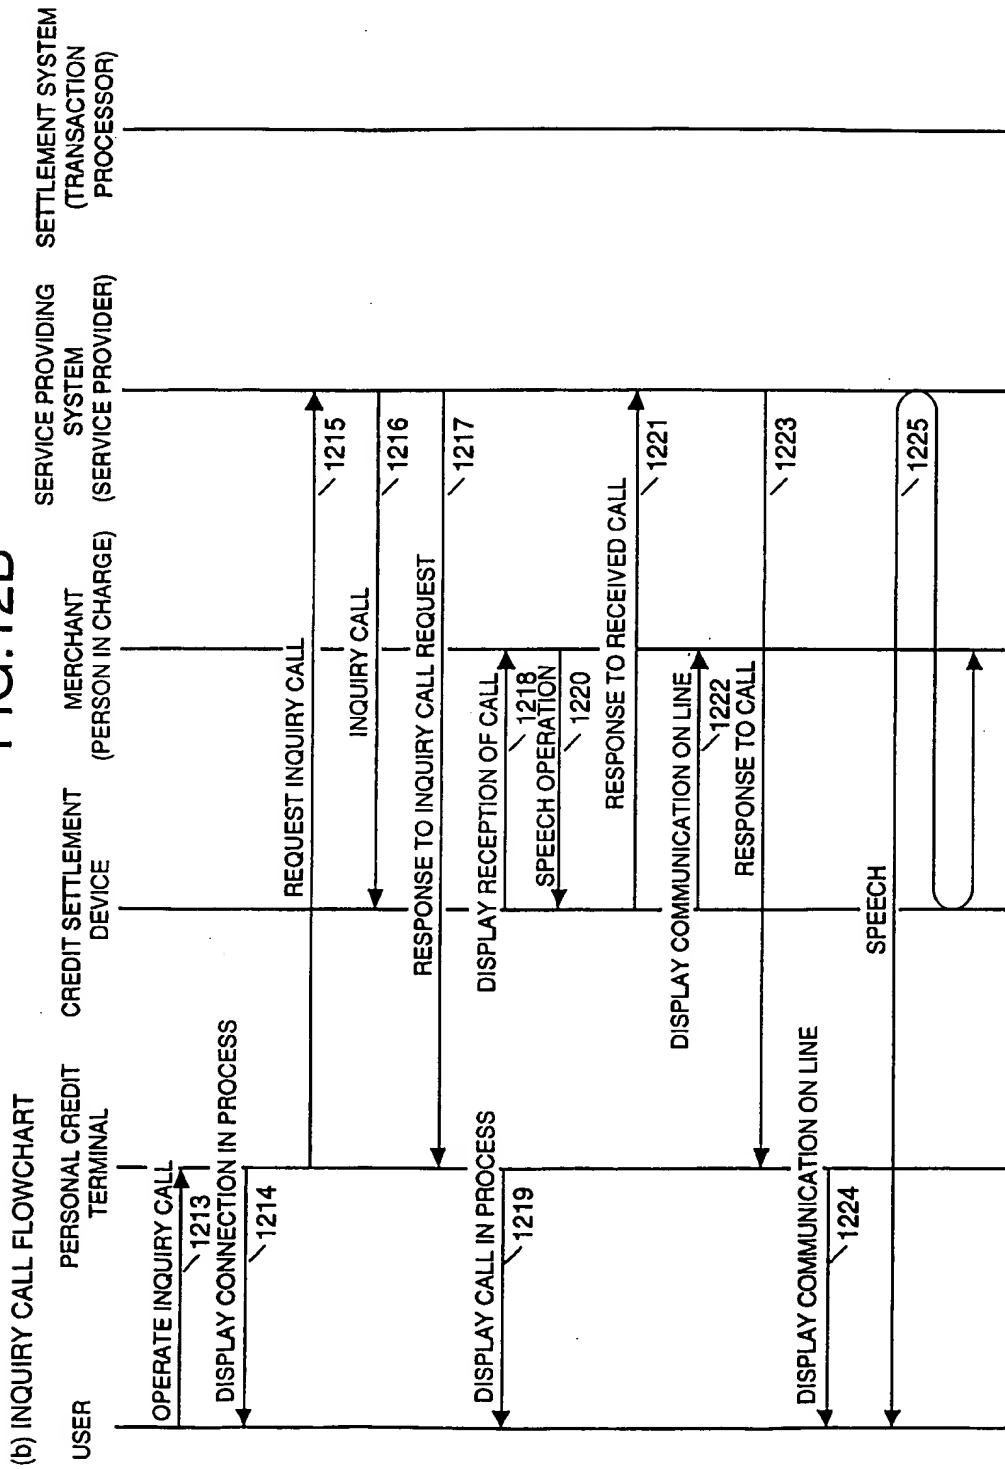 FIG. 12B
(b) INQUIRY CALL FLOWCHART
USER
PERSONAL CREDIT
TERMINAL
CREDIT SETTLEMENT
DEVICE
MERCHANT
(PERSON IN CHARGE)
SERVICE PROVIDING
SYSTEM
(SERVICE PROVIDER)
SETTLEMENT SYSTEM
(TRANSACTION
PROCESSOR)
OPERATE INQUIRY CALL
1213
DISPLAY CONNECTION IN PROCESS
1214
REQUEST INQUIRY CALL
1215
INQUIRY CALL
1216
RESPONSE TO INQUIRY CALL REQUEST
1217
DISPLAY RECEPTION OF CALL
1218
DISPLAY CALL IN PROCESS
1219
SPEECH OPERATION
1220
RESPONSE TO RECEIVED CALL
1221
DISPLAY COMMUNICATION ON LINE
1222
RESPONSE TO CALL
1223
DISPLAY COMMUNICATION ON LINE
1224
SPEECH
1225